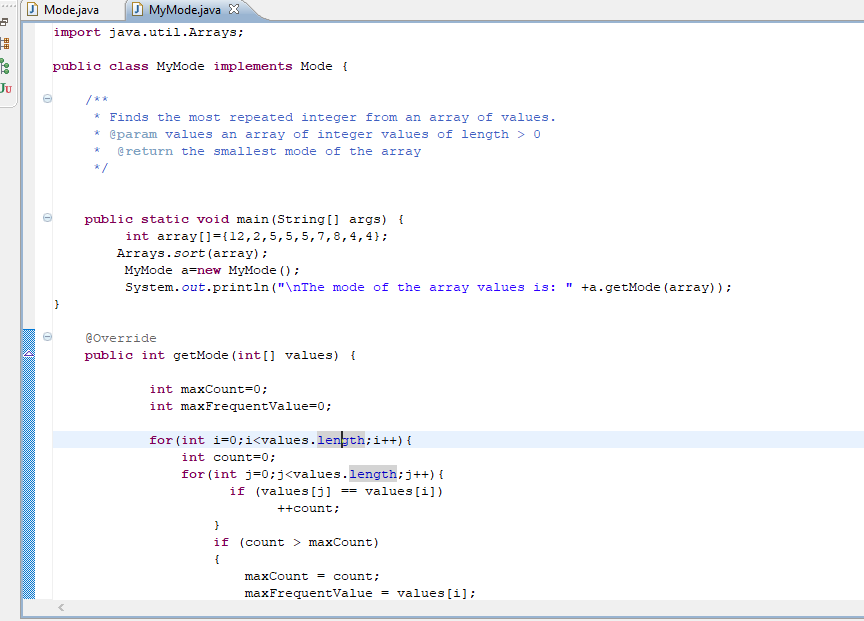 Mode.java MyMode.java
import java.util.Arrays;
public class MyMode implements Mode {
/**
* Finds the most repeated integer from an array of values.
* @param values an array of integer values of length > 0
* @return the smallest mode of the array
*/
public static void main(String[] args) {
int array[]={12,2,5,5,5,7,8,4,4};
Arrays.sort(array);
MyMode a=new MyMode();
System.out.println("\nThe mode of the array values is: " +a.getMode(array));
}
@Override
public int getMode(int[] values) {
int maxCount=0;
int maxFrequentValue=0;
for(int i=0;i<values.length;i++){
int count=0;
for(int j=0;j<values.length;j++){
if (values[j] == values[i])
++count;
}
if (count > maxCount)
{
maxCount = count;
maxFrequentValue = values[i];